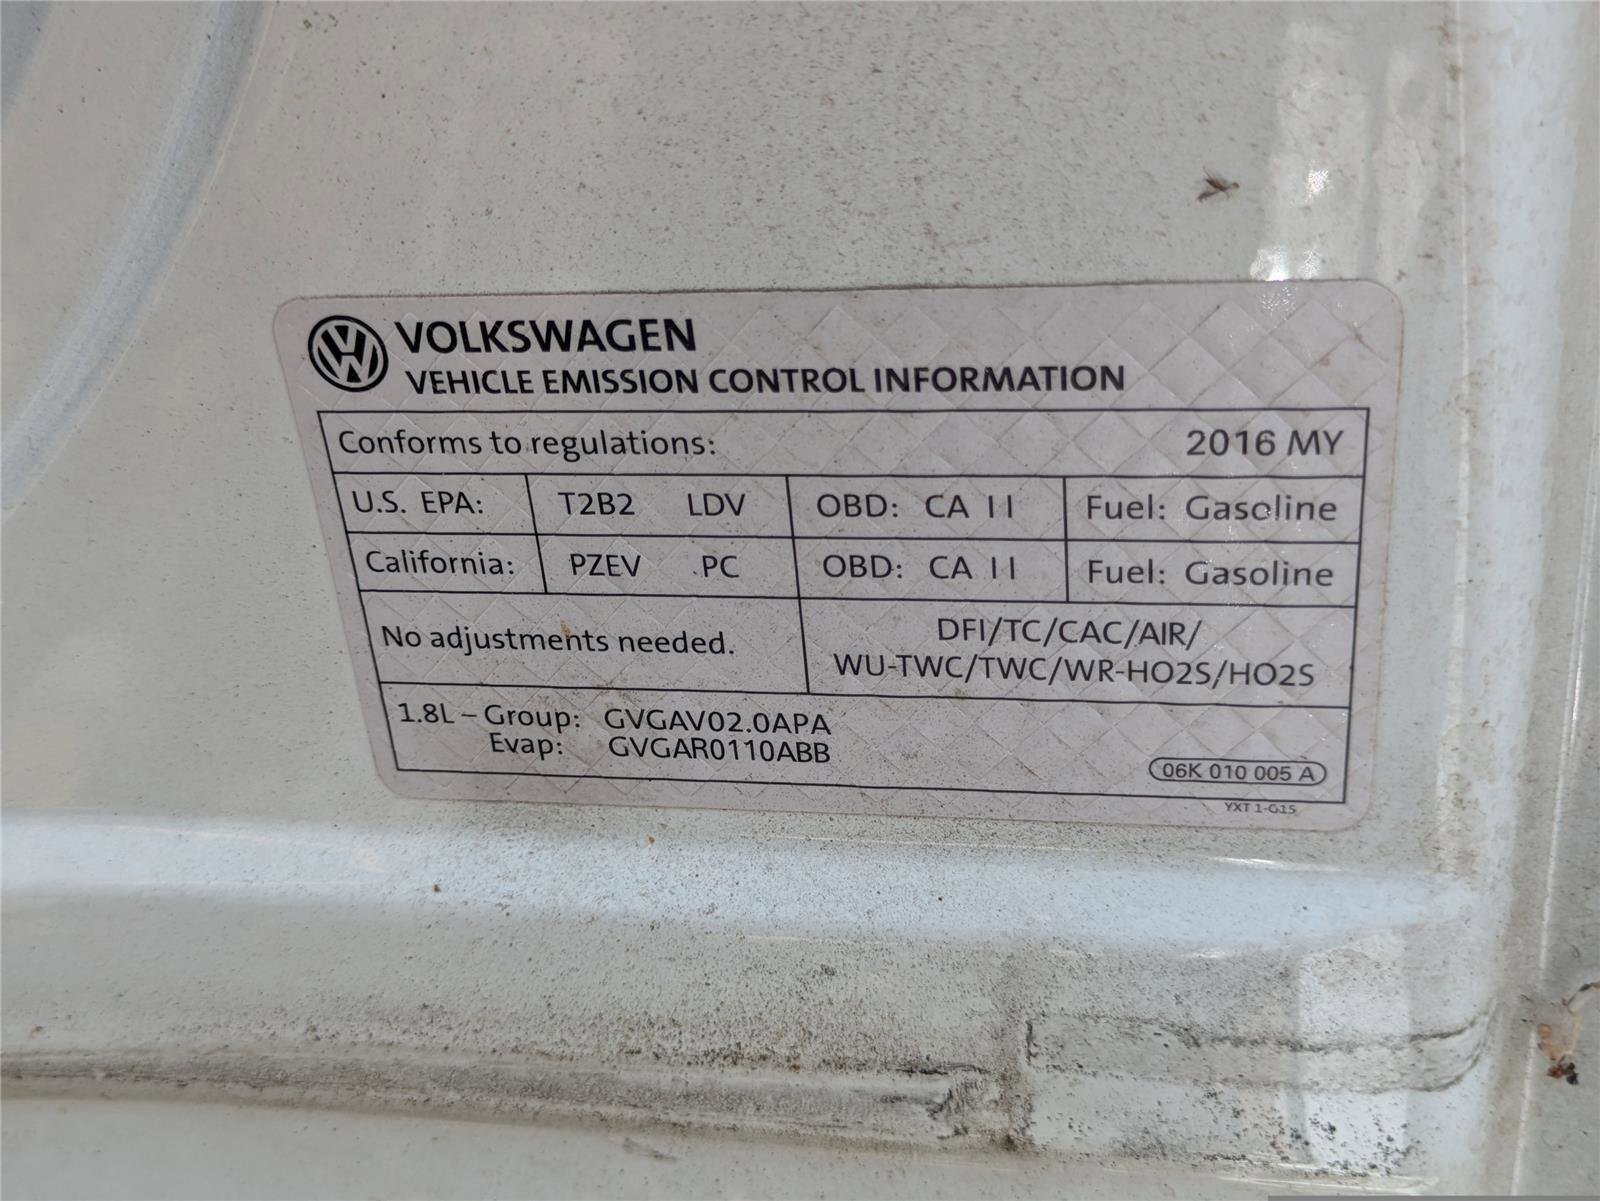 VOLKSWAGEN
VEHICLE EMISSION CONTROL INFORMATION
Conforms to regulations: 2016 MY
U.S. EPA: T2B2 LDV OBD: CA II Fuel: Gasoline
California: PZEV PC OBD: CA II Fuel: Gasoline
No adjustments needed.
DFI/TC/CAC/AIR/
WU-TWC/TWC/WR-HO2S/HO2S
1.8L – Group: GVGAV02.0APA
Evap: GVGAR0110ABB
06K 010 005 A
YXT 1-G15